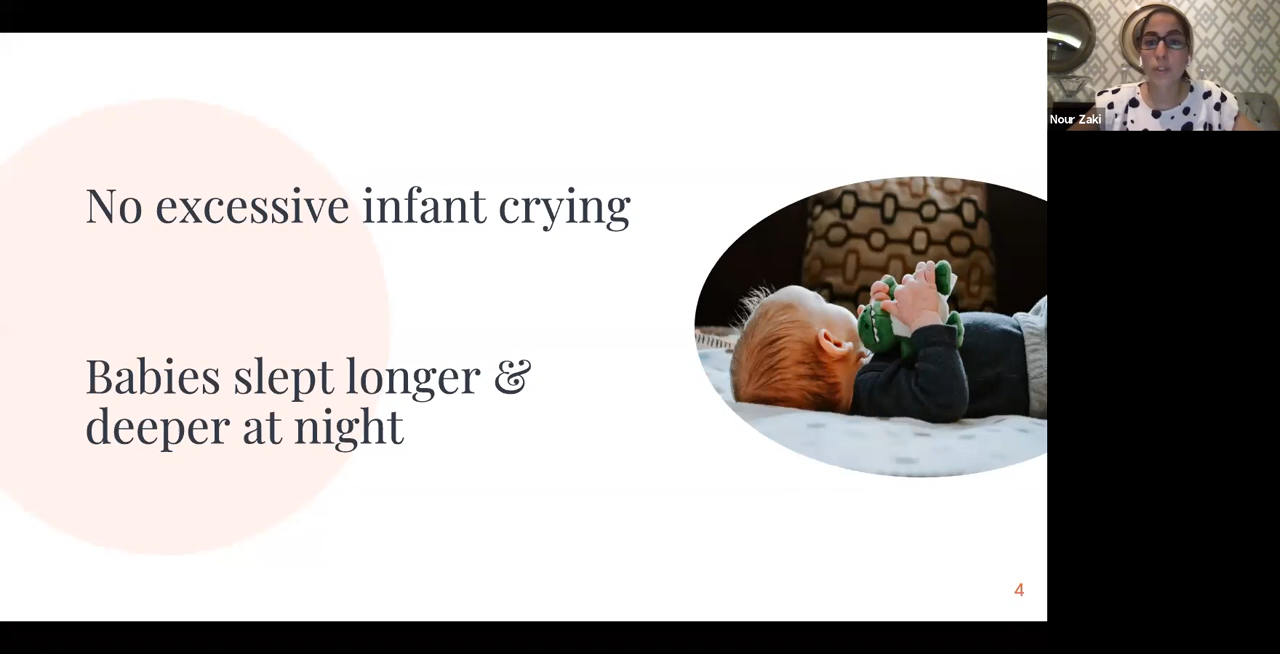 No excessive infant crying
Babies slept longer &
deeper at night
4
Nour Zaki